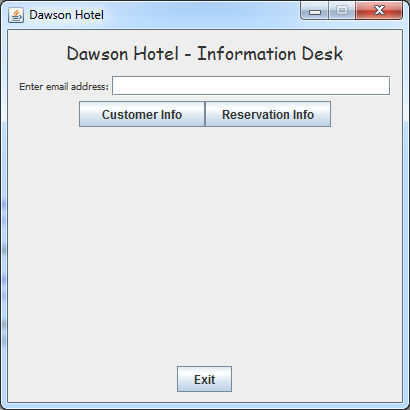 Dawson Hotel
Dawson Hotel - Information Desk
Enter email address:
Customer Info Reservation Info
Exit